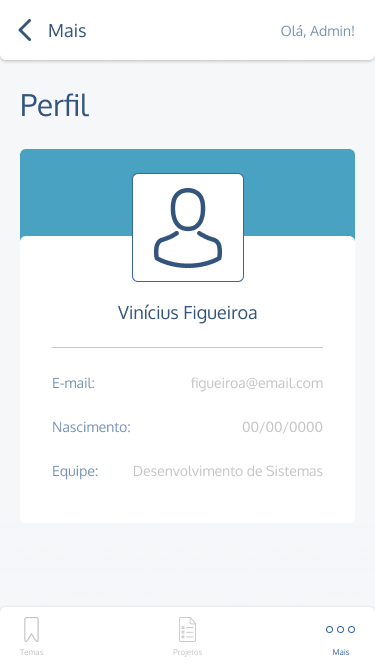 Mais
Olá, Admin!
Perfil
Vinícius Figueiroa
E-mail: figueiroa@email.com
Nascimento: 00/00/0000
Equipe: Desenvolvimento de Sistemas
Temas Projetos Mais